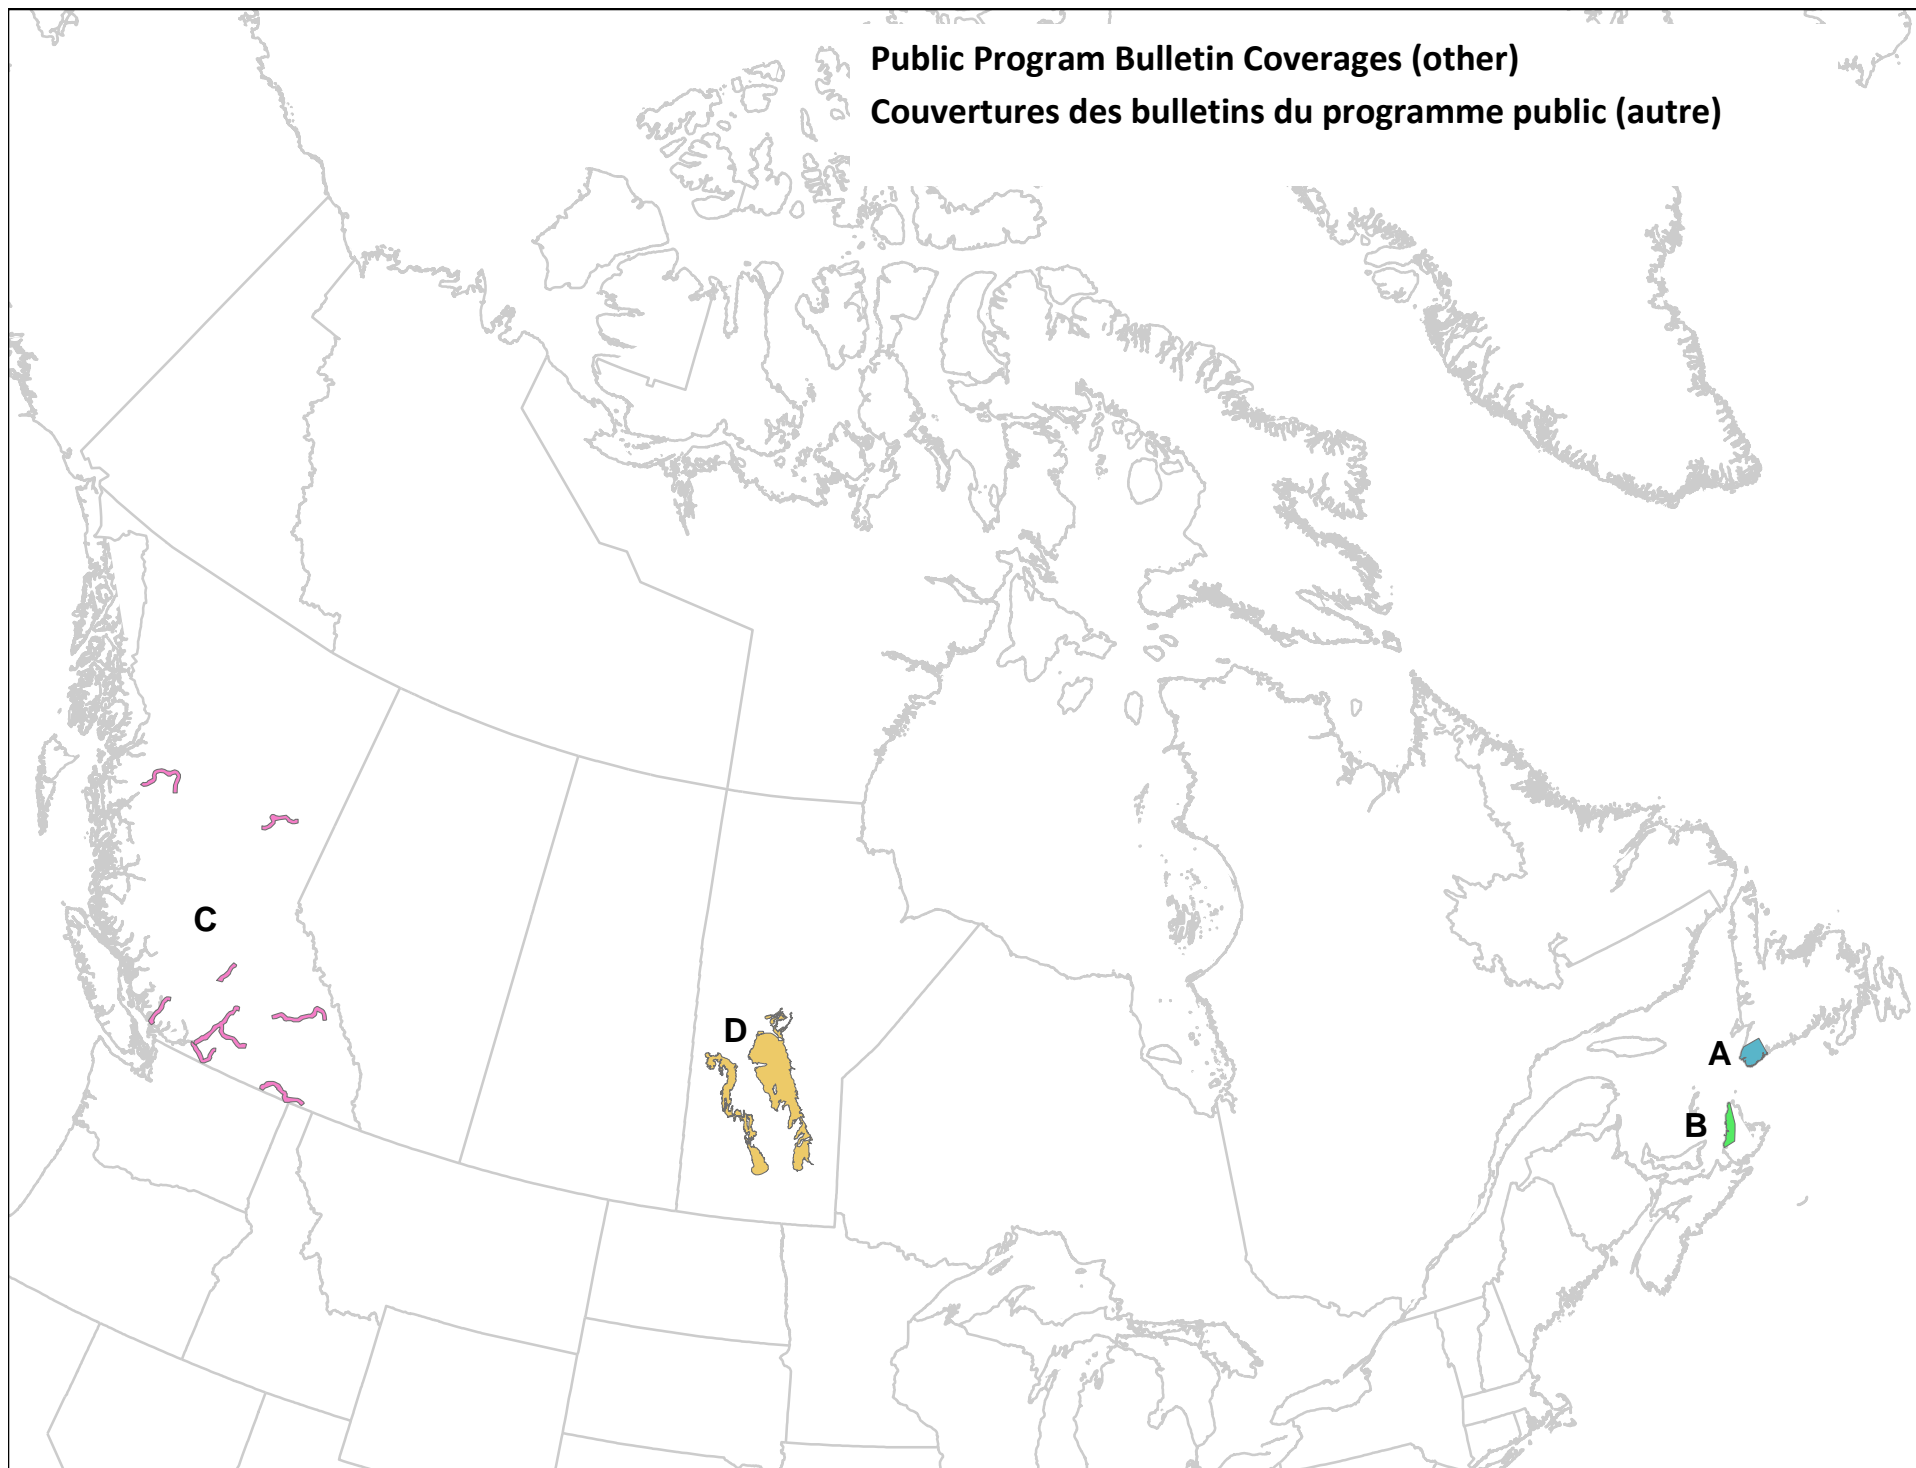 Public Program Bulletin Coverages (other)
Couvertures des bulletins du programme public (autre)
C
D
A
B